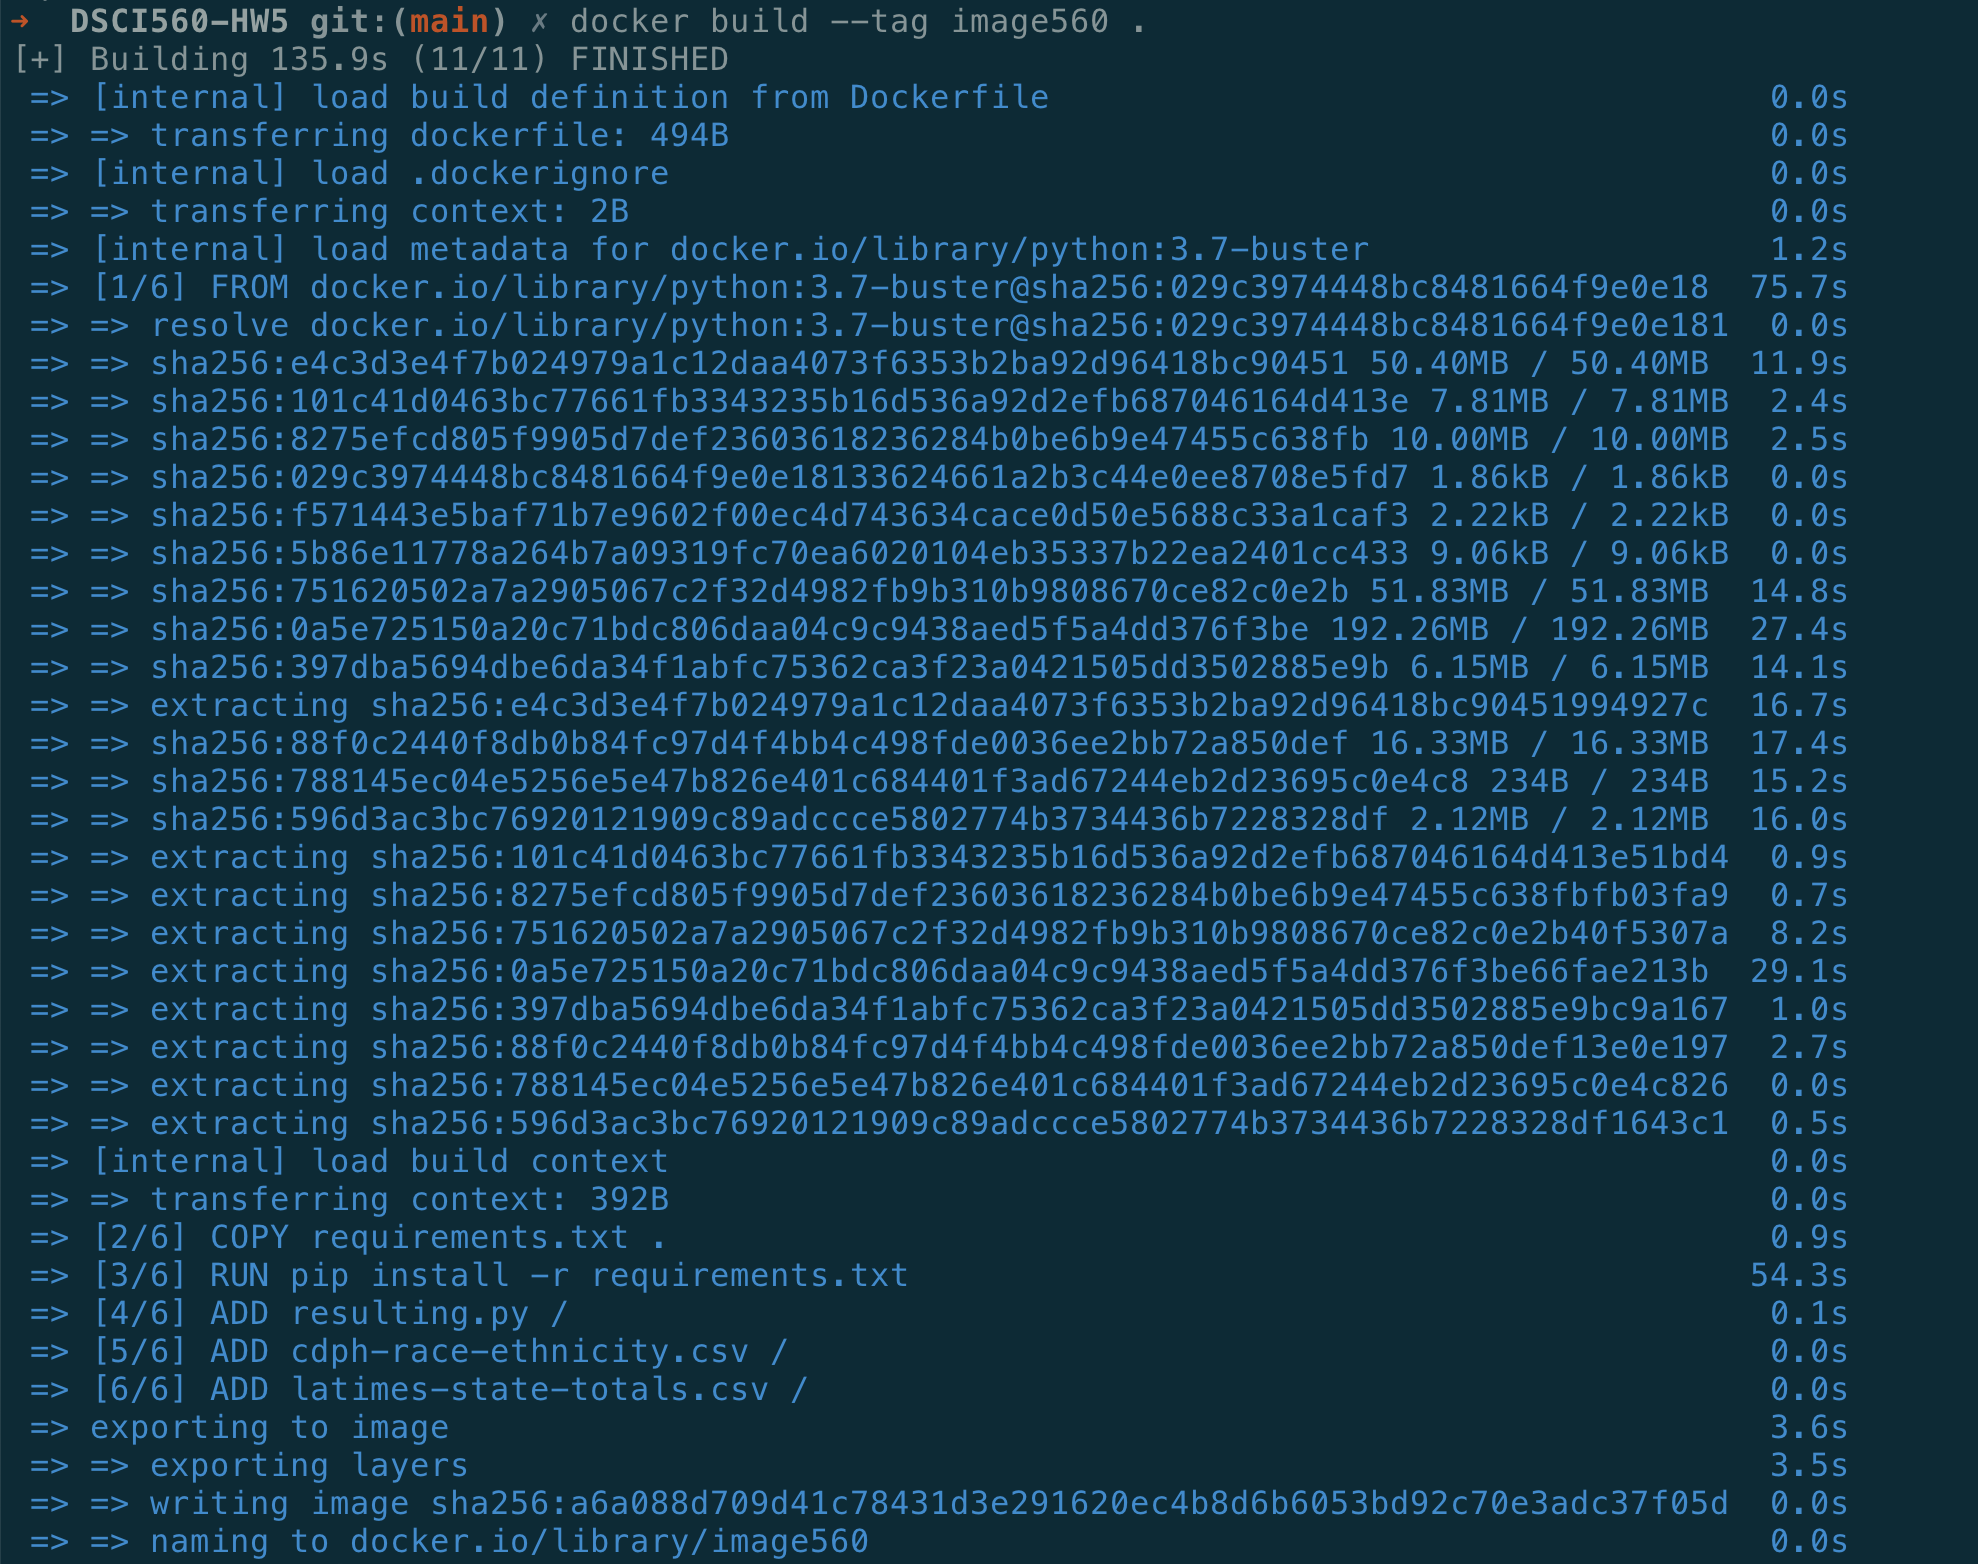 ➜  DSCI560-HW5 git:(main) ✗ docker build --tag image560 .
[+] Building 135.9s (11/11) FINISHED
 => [internal] load build definition from Dockerfile 0.0s
 => => transferring dockerfile: 494B 0.0s
 => [internal] load .dockerignore 0.0s
 => => transferring context: 2B 0.0s
 => [internal] load metadata for docker.io/library/python:3.7-buster 1.2s
 => [1/6] FROM docker.io/library/python:3.7-buster@sha256:029c3974448bc8481664f9e0e18 75.7s
 => => resolve docker.io/library/python:3.7-buster@sha256:029c3974448bc8481664f9e0e181 0.0s
 => => sha256:e4c3d3e4f7b024979a1c12daa4073f6353b2ba92d96418bc90451 50.40MB / 50.40MB 11.9s
 => => sha256:101c41d0463bc77661fb3343235b16d536a92d2efb687046164d413e 7.81MB / 7.81MB 2.4s
 => => sha256:8275efcd805f9905d7def23603618236284b0be6b9e47455c638fb 10.00MB / 10.00MB 2.5s
 => => sha256:029c3974448bc8481664f9e0e18133624661a2b3c44e0ee8708e5fd7 1.86kB / 1.86kB 0.0s
 => => sha256:f571443e5baf71b7e9602f00ec4d743634cace0d50e5688c33a1caf3 2.22kB / 2.22kB 0.0s
 => => sha256:5b86e11778a264b7a09319fc70ea6020104eb35337b22ea2401cc433 9.06kB / 9.06kB 0.0s
 => => sha256:751620502a7a2905067c2f32d4982fb9b310b9808670ce82c0e2b 51.83MB / 51.83MB 14.8s
 => => sha256:0a5e725150a20c71bdc806daa04c9c9438aed5f5a4dd376f3be 192.26MB / 192.26MB 27.4s
 => => sha256:397dba5694dbe6da34f1abfc75362ca3f23a0421505dd3502885e9b 6.15MB / 6.15MB 14.1s
 => => extracting sha256:e4c3d3e4f7b024979a1c12daa4073f6353b2ba92d96418bc90451994927c 16.7s
 => => sha256:88f0c2440f8db0b84fc97d4f4bb4c498fde0036ee2bb72a850def 16.33MB / 16.33MB 17.4s
 => => sha256:788145ec04e5256e5e47b826e401c684401f3ad67244eb2d23695c0e4c8 234B / 234B 15.2s
 => => sha256:596d3ac3bc76920121909c89adccce5802774b3734436b7228328df 2.12MB / 2.12MB 16.0s
 => => extracting sha256:101c41d0463bc77661fb3343235b16d536a92d2efb687046164d413e51bd4 0.9s
 => => extracting sha256:8275efcd805f9905d7def23603618236284b0be6b9e47455c638fbfb03fa9 0.7s
 => => extracting sha256:751620502a7a2905067c2f32d4982fb9b310b9808670ce82c0e2b40f5307a 8.2s
 => => extracting sha256:0a5e725150a20c71bdc806daa04c9c9438aed5f5a4dd376f3be66fae213b 29.1s
 => => extracting sha256:397dba5694dbe6da34f1abfc75362ca3f23a0421505dd3502885e9bc9a167 1.0s
 => => extracting sha256:88f0c2440f8db0b84fc97d4f4bb4c498fde0036ee2bb72a850def13e0e197 2.7s
 => => extracting sha256:788145ec04e5256e5e47b826e401c684401f3ad67244eb2d23695c0e4c826 0.0s
 => => extracting sha256:596d3ac3bc76920121909c89adccce5802774b3734436b7228328df1643c1 0.5s
 => [internal] load build context 0.0s
 => => transferring context: 392B 0.0s
 => [2/6] COPY requirements.txt . 0.9s
 => [3/6] RUN pip install -r requirements.txt 54.3s
 => [4/6] ADD resulting.py / 0.1s
 => [5/6] ADD cdph-race-ethnicity.csv / 0.0s
 => [6/6] ADD latimes-state-totals.csv / 0.0s
 => exporting to image 3.6s
 => => exporting layers 3.5s
 => => writing image sha256:a6a088d709d41c78431d3e291620ec4b8d6b6053bd92c70e3adc37f05d 0.0s
 => => naming to docker.io/library/image560 0.0s